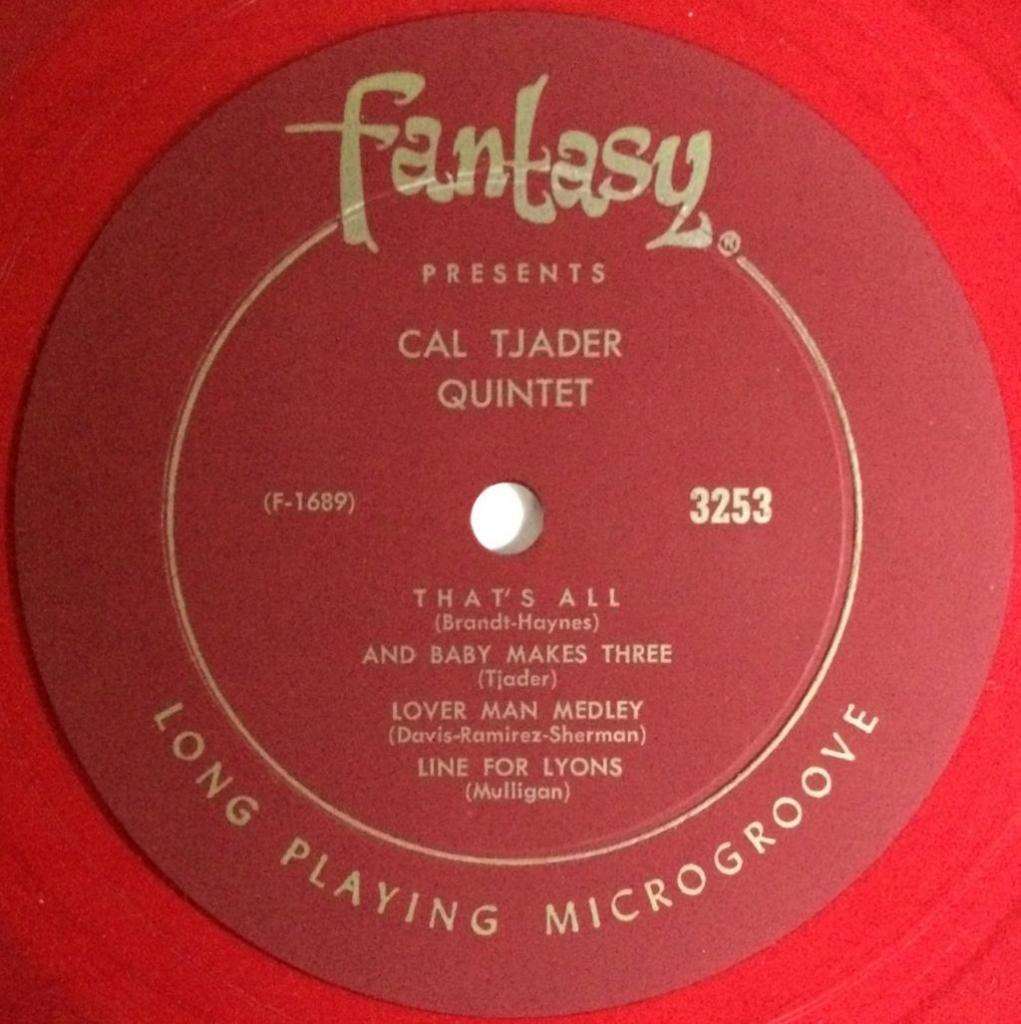 Fantasy®
PRESENTS
CAL TJADER
QUINTET
(F-1689)
3253
THAT'S ALL
(Brandt-Haynes)
AND BABY MAKES THREE
(Tjader)
LOVER MAN MEDLEY
(Davis-Ramirez-Sherman)
LINE FOR LYONS
(Mulligan)
LONG PLAYING MICROGROOVE